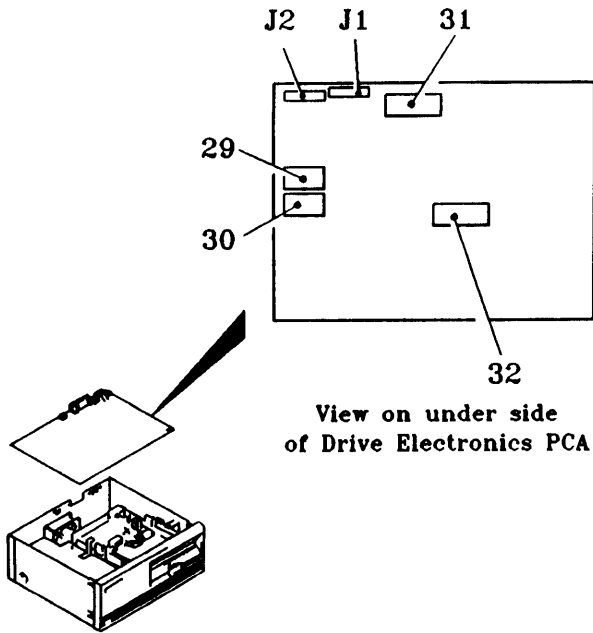 J2
J1
31
29
30
32
View on under side
of Drive Electronics PCA